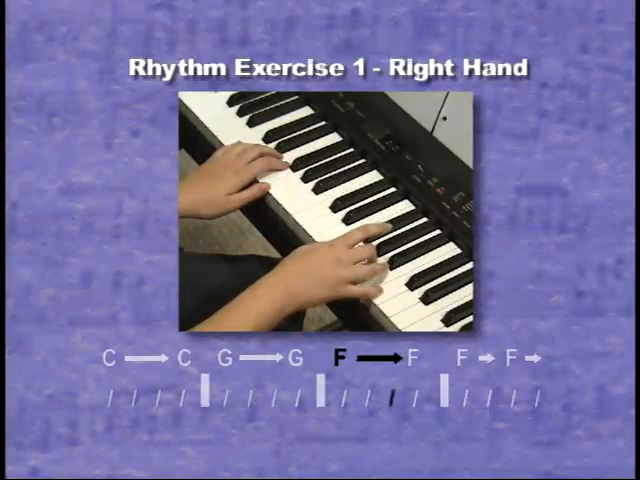 Rhythm Exercise 1 - Right Hand
C → C G → G F → F F → F →
/ / / / | / / / / | / / / / | / / / /